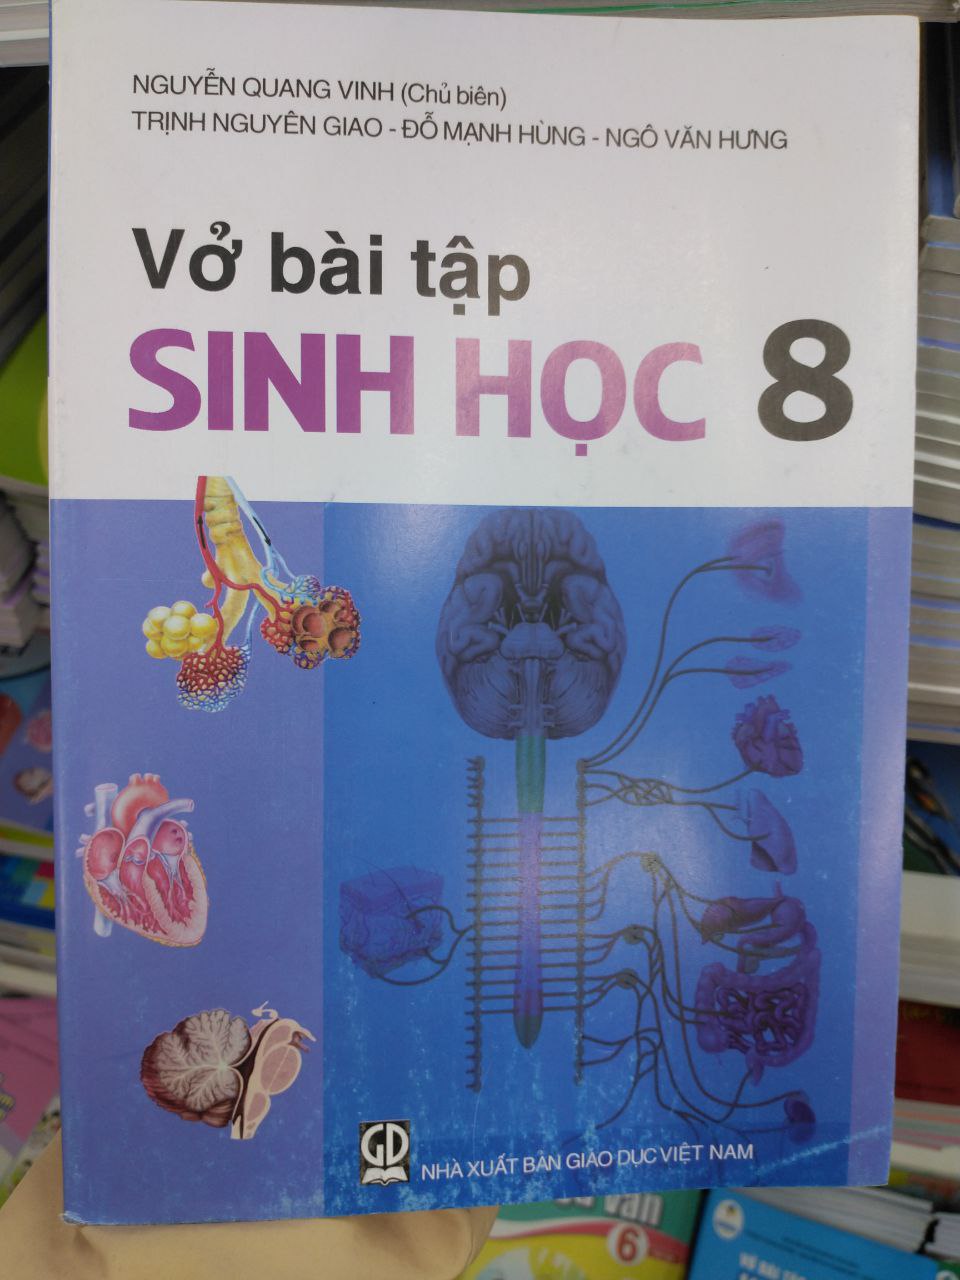 NGUYỄN QUANG VINH (Chủ biên)
TRỊNH NGUYÊN GIAO - ĐỖ MẠNH HÙNG - NGÔ VĂN HƯNG
Vở bài tập
SINH HỌC 8
GD
NHÀ XUẤT BẢN GIÁO DỤC VIỆT NAM
6